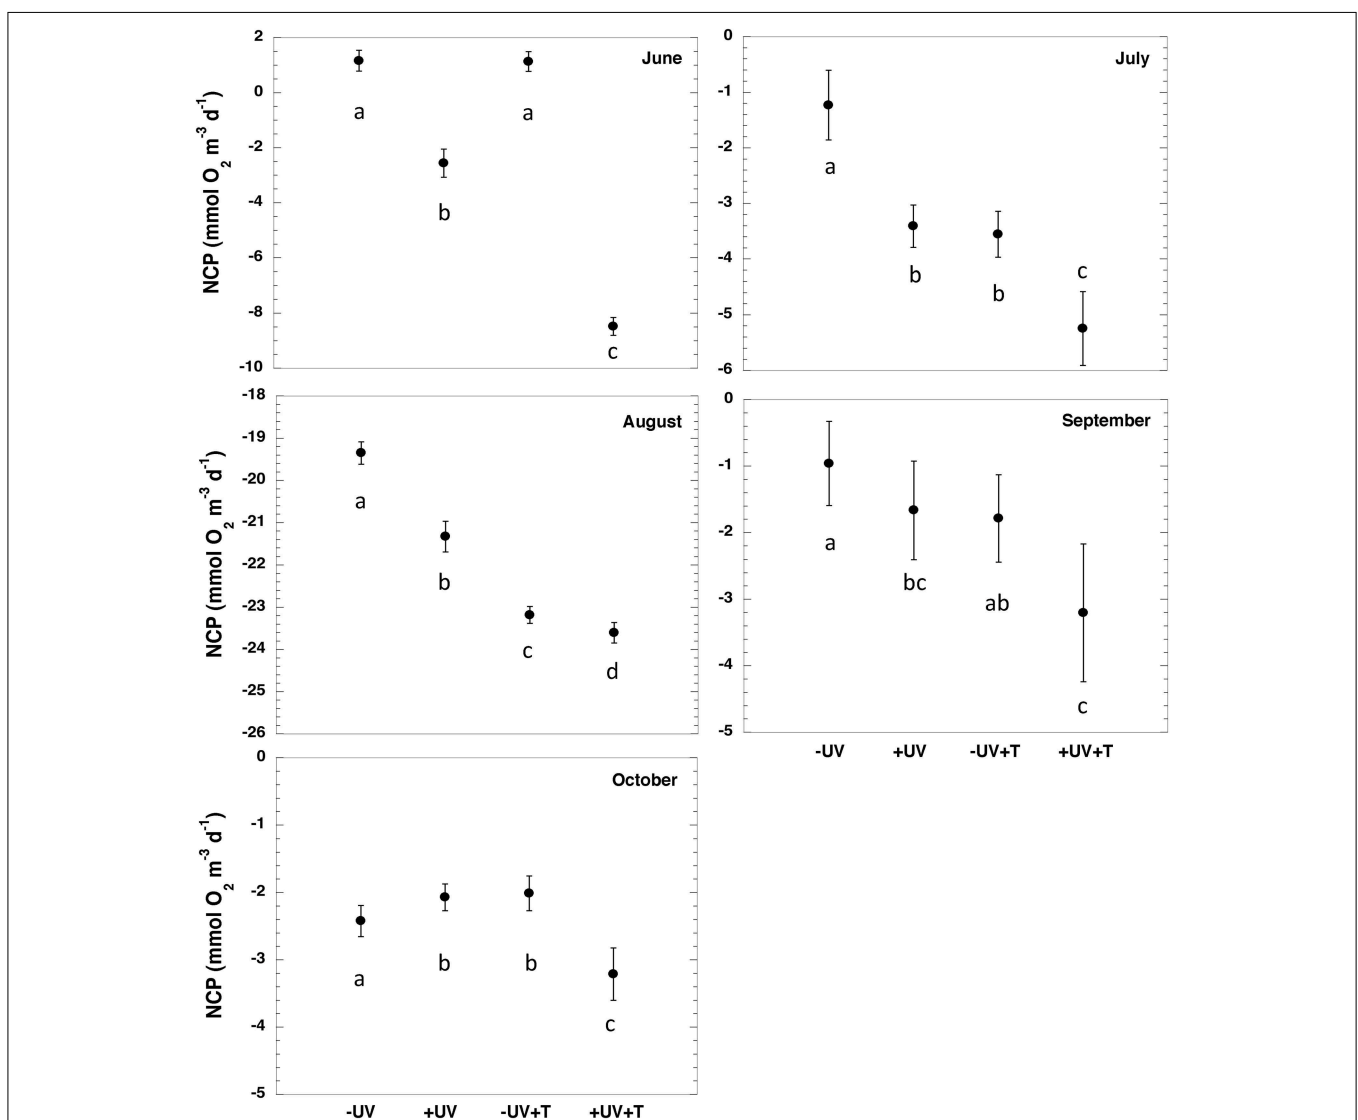 June
2
0
-2
-4
-6
-8
-10
NCP (mmol O2 m-3 d-1)
a
b
a
c
July
0
-1
-2
-3
-4
-5
-6
a
b
b
c
August
-18
-19
-20
-21
-22
-23
-24
-25
-26
NCP (mmol O2 m-3 d-1)
a
b
c
d
September
0
-1
-2
-3
-4
-5
a
bc
ab
c
-UV +UV -UV+T +UV+T
October
0
-1
-2
-3
-4
-5
NCP (mmol O2 m-3 d-1)
a
b
b
c
-UV +UV -UV+T +UV+T